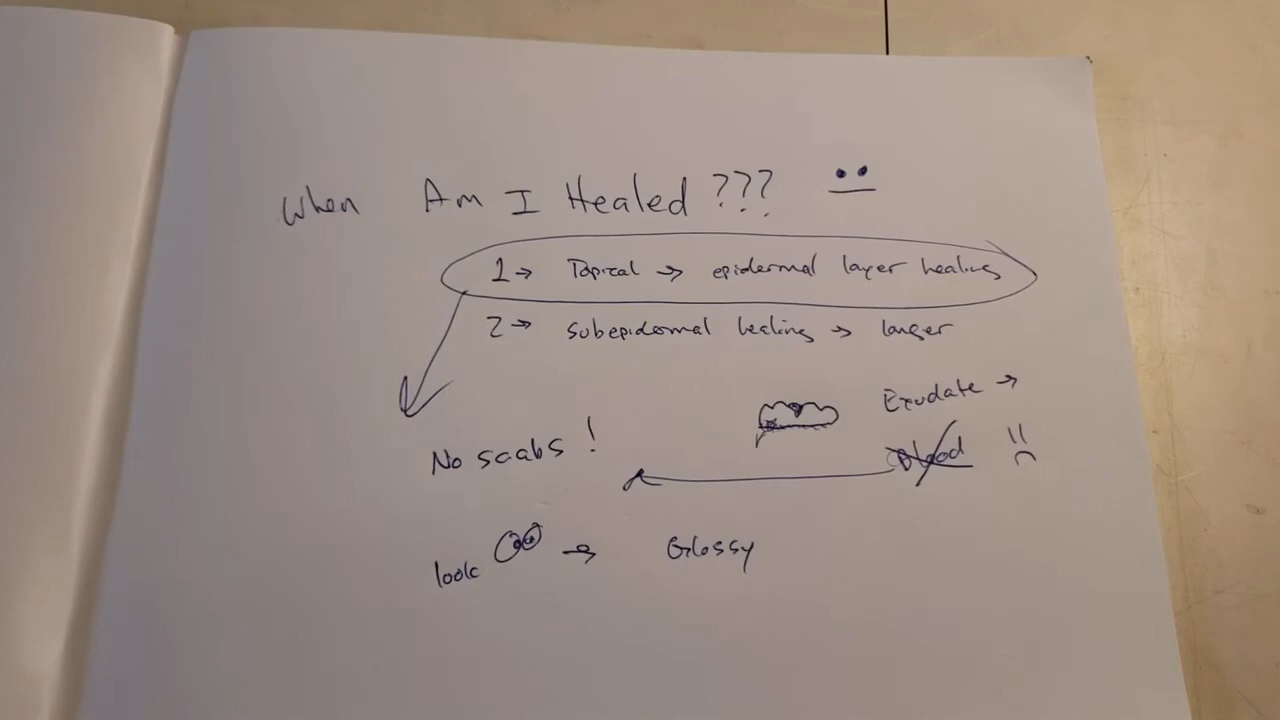 When Am I Healed ???
1 → Topical → epidermal layer healing
2 → subepidermal healing → longer
Exudate →
No scabs !
Blood
look → Glossy